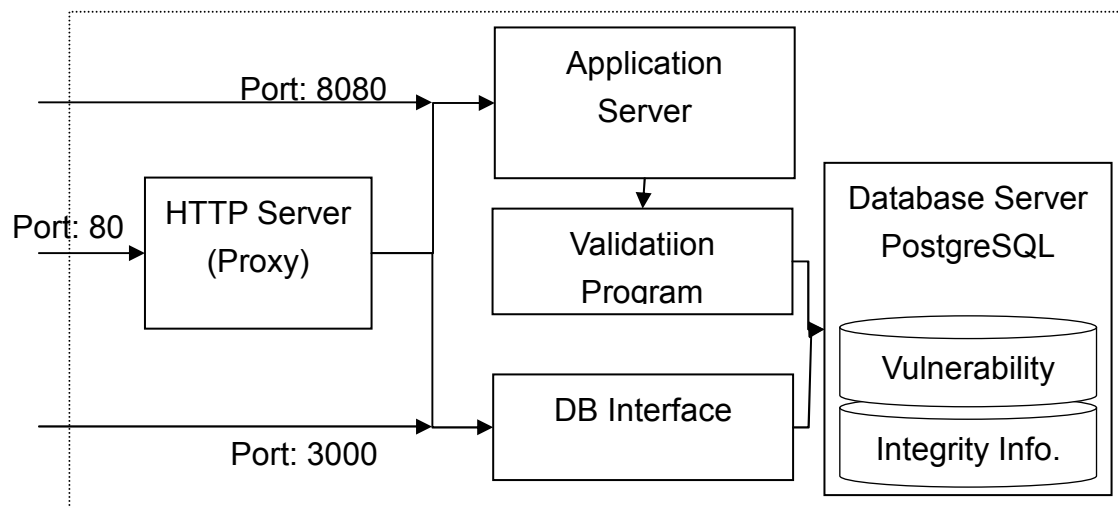 Port: 8080
Application
Server
Port: 80
HTTP Server
(Proxy)
Validatiion
Program
Database Server
PostgreSQL
Vulnerability
Integrity Info.
DB Interface
Port: 3000